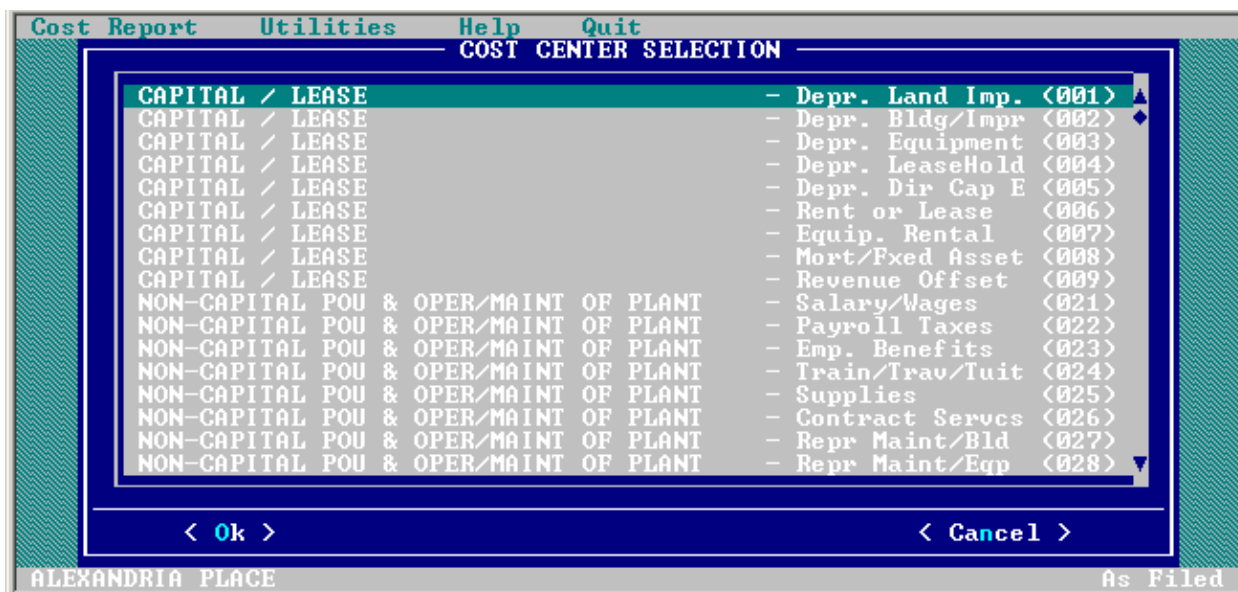 Cost Report Utilities Help Quit
COST CENTER SELECTION
CAPITAL / LEASE - Depr. Land Imp. (001)
CAPITAL / LEASE - Depr. Bldg/Impr (002)
CAPITAL / LEASE - Depr. Equipment (003)
CAPITAL / LEASE - Depr. LeaseHold (004)
CAPITAL / LEASE - Depr. Dir Cap E (005)
CAPITAL / LEASE - Rent or Lease (006)
CAPITAL / LEASE - Equip. Rental (007)
CAPITAL / LEASE - Mort/Fxed Asset (008)
CAPITAL / LEASE - Revenue Offset (009)
NON-CAPITAL POU & OPER/MAINT OF PLANT - Salary/Wages (021)
NON-CAPITAL POU & OPER/MAINT OF PLANT - Payroll Taxes (022)
NON-CAPITAL POU & OPER/MAINT OF PLANT - Emp. Benefits (023)
NON-CAPITAL POU & OPER/MAINT OF PLANT - Train/Trav/Tuit (024)
NON-CAPITAL POU & OPER/MAINT OF PLANT - Supplies (025)
NON-CAPITAL POU & OPER/MAINT OF PLANT - Contract Servcs (026)
NON-CAPITAL POU & OPER/MAINT OF PLANT - Repr Maint/Bld (027)
NON-CAPITAL POU & OPER/MAINT OF PLANT - Repr Maint/Eqp (028)
< Ok > < Cancel >
ALEXANDRIA PLACE As Filed